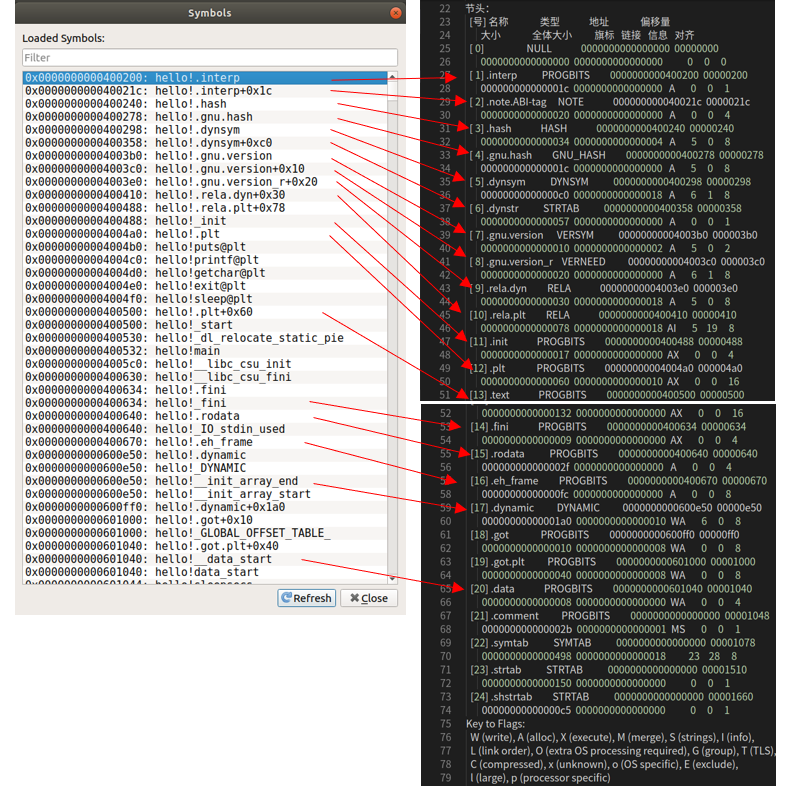 Symbols
Loaded Symbols:
Filter
0x0000000000400200: hello!.interp
0x000000000040021c: hello!.interp+0x1c
0x0000000000400240: hello!.hash
0x0000000000400278: hello!.gnu.hash
0x0000000000400298: hello!.dynsym
0x0000000000400358: hello!.dynsym+0xc0
0x00000000004003b0: hello!.gnu.version
0x00000000004003c0: hello!.gnu.version+0x10
0x00000000004003e0: hello!.gnu.version_r+0x20
0x0000000000400410: hello!.rela.dyn+0x30
0x0000000000400488: hello!.rela.plt+0x78
0x0000000000400488: hello!_init
0x00000000004004a0: hello!.plt
0x00000000004004b0: hello!puts@plt
0x00000000004004c0: hello!printf@plt
0x00000000004004d0: hello!getchar@plt
0x00000000004004e0: hello!exit@plt
0x00000000004004f0: hello!sleep@plt
0x0000000000400500: hello!.plt+0x60
0x0000000000400500: hello!_start
0x0000000000400530: hello!_dl_relocate_static_pie
0x0000000000400532: hello!main
0x00000000004005c0: hello!__libc_csu_init
0x0000000000400630: hello!__libc_csu_fini
0x0000000000400634: hello!.fini
0x0000000000400634: hello!_fini
0x0000000000400640: hello!.rodata
0x0000000000400640: hello!_IO_stdin_used
0x0000000000400670: hello!.eh_frame
0x0000000000600e50: hello!.dynamic
0x0000000000600e50: hello!_DYNAMIC
0x0000000000600e50: hello!__init_array_end
0x0000000000600e50: hello!__init_array_start
0x0000000000600ff0: hello!.dynamic+0x1a0
0x0000000000601000: hello!.got+0x10
0x0000000000601000: hello!_GLOBAL_OFFSET_TABLE_
0x0000000000601040: hello!.got.plt+0x40
0x0000000000601040: hello!__data_start
0x0000000000601040: hello!data_start
Refresh
Close
22 节头：
23 [号] 名称 类型 地址 偏移量
24 大小 全体大小 旗标 链接 信息 对齐
25 [ 0] NULL 0000000000000000 00000000
26 0000000000000000 0000000000000000 0 0 0
27 [ 1] .interp PROGBITS 0000000000400200 00000200
28 000000000000001c 0000000000000000 A 0 0 1
29 [ 2] .note.ABI-tag NOTE 000000000040021c 0000021c
30 0000000000000020 0000000000000000 A 0 0 4
31 [ 3] .hash HASH 0000000000400240 00000240
32 0000000000000034 0000000000000004 A 5 0 8
33 [ 4] .gnu.hash GNU_HASH 0000000000400278 00000278
34 000000000000001c 0000000000000000 A 5 0 8
35 [ 5] .dynsym DYNSYM 0000000000400298 00000298
36 00000000000000c0 0000000000000018 A 6 1 8
37 [ 6] .dynstr STRTAB 0000000000400358 00000358
38 0000000000000057 0000000000000000 A 0 0 1
39 [ 7] .gnu.version VERSYM 00000000004003b0 000003b0
40 0000000000000010 0000000000000002 A 5 0 2
41 [ 8] .gnu.version_r VERNEED 00000000004003c0 000003c0
42 0000000000000020 0000000000000000 A 6 1 8
43 [ 9] .rela.dyn RELA 00000000004003e0 000003e0
44 0000000000000030 0000000000000018 A 5 0 8
45 [10] .rela.plt RELA 0000000000400410 00000410
46 0000000000000078 0000000000000018 AI 5 19 8
47 [11] .init PROGBITS 0000000000400488 00000488
48 0000000000000017 0000000000000000 AX 0 0 4
49 [12] .plt PROGBITS 00000000004004a0 000004a0
50 0000000000000060 0000000000000010 AX 0 0 16
51 [13] .text PROGBITS 0000000000400500 00000500
52 0000000000000132 0000000000000000 AX 0 0 16
53 [14] .fini PROGBITS 0000000000400634 00000634
54 0000000000000009 0000000000000000 AX 0 0 4
55 [15] .rodata PROGBITS 0000000000400640 00000640
56 000000000000002f 0000000000000000 A 0 0 4
57 [16] .eh_frame PROGBITS 0000000000400670 00000670
58 00000000000000fc 0000000000000000 A 0 0 8
59 [17] .dynamic DYNAMIC 0000000000600e50 00000e50
60 00000000000001a0 0000000000000010 WA 6 0 8
61 [18] .got PROGBITS 0000000000600ff0 00000ff0
62 0000000000000010 0000000000000008 WA 0 0 8
63 [19] .got.plt PROGBITS 0000000000601000 00001000
64 0000000000000040 0000000000000008 WA 0 0 8
65 [20] .data PROGBITS 0000000000601040 00001040
66 0000000000000008 0000000000000000 WA 0 0 4
67 [21] .comment PROGBITS 0000000000000000 00001048
68 000000000000002b 0000000000000001 MS 0 0 1
69 [22] .symtab SYMTAB 0000000000000000 00001078
70 0000000000000498 0000000000000018 23 28 8
71 [23] .strtab STRTAB 0000000000000000 00001510
72 0000000000000150 0000000000000000 0 0 1
73 [24] .shstrtab STRTAB 0000000000000000 00001660
74 00000000000000c5 0000000000000000 0 0 1
75 Key to Flags:
76 W (write), A (alloc), X (execute), M (merge), S (strings), I (info),
77 L (link order), O (extra OS processing required), G (group), T (TLS),
78 C (compressed), x (unknown), o (OS specific), E (exclude),
79 l (large), p (processor specific)